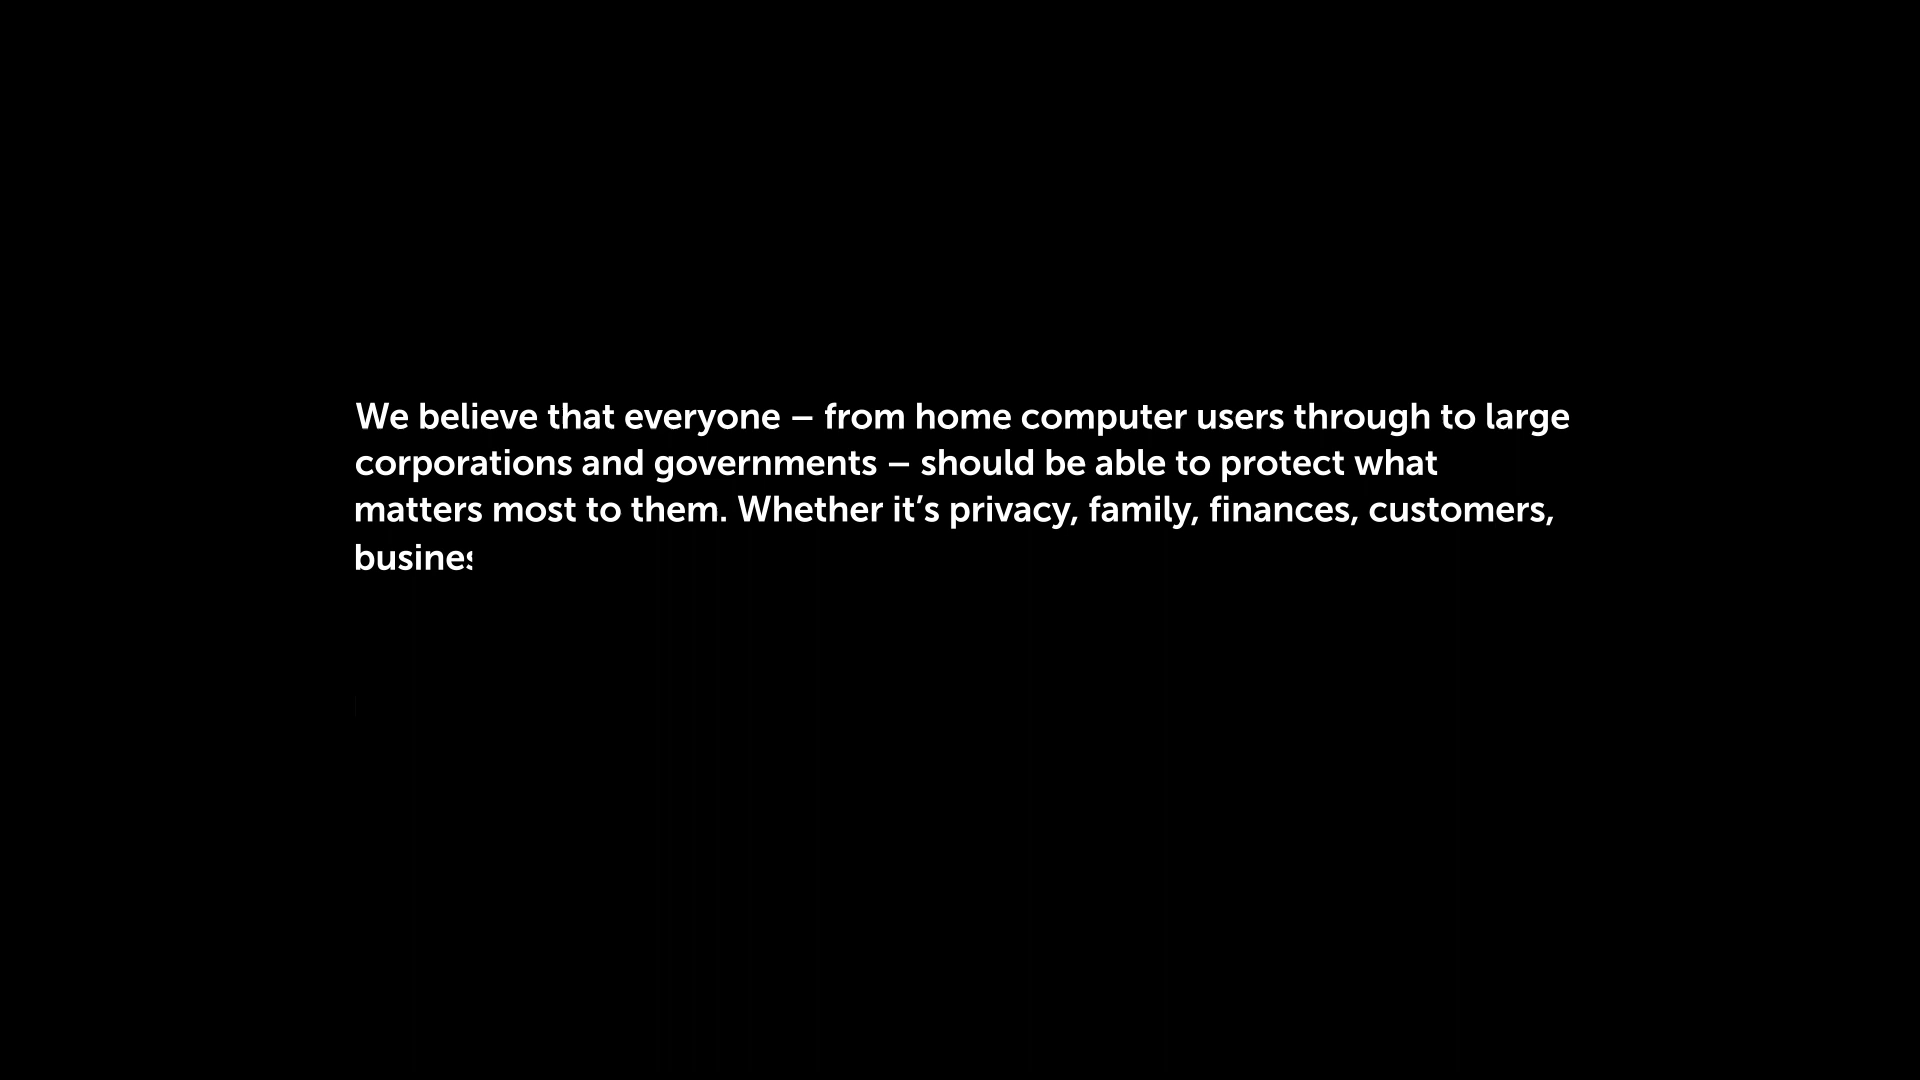 We believe that everyone – from home computer users through to large
corporations and governments – should be able to protect what
matters most to them. Whether it’s privacy, family, finances, customers,
busines